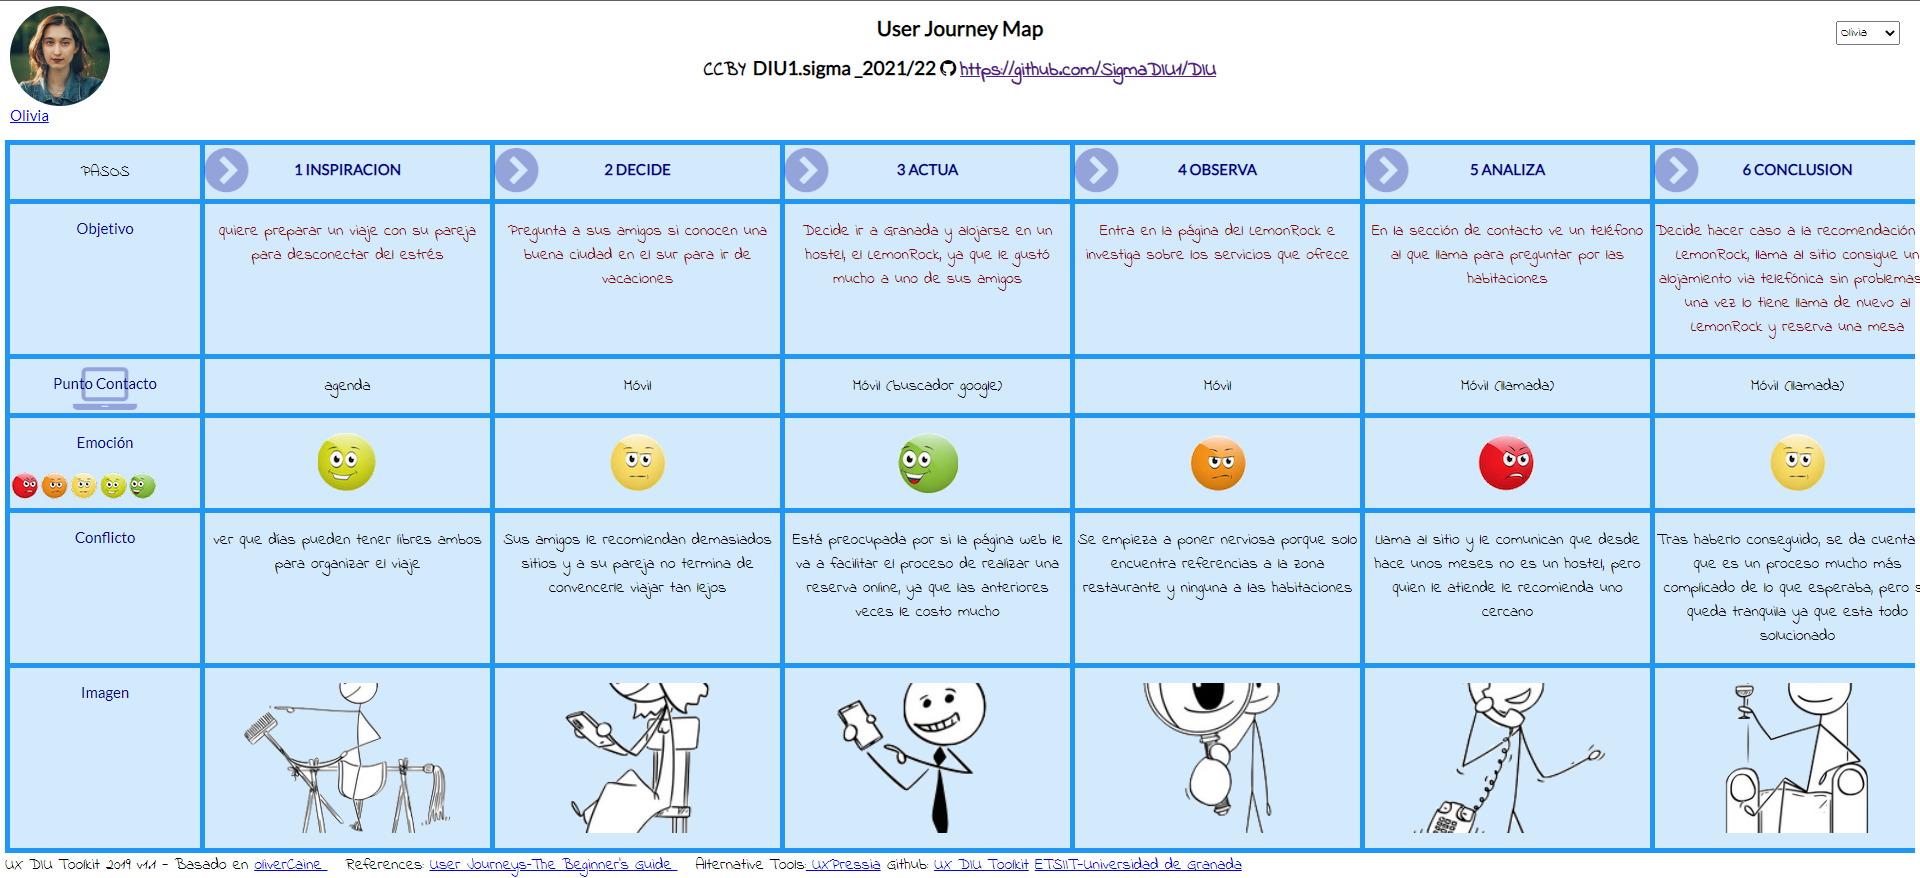 User Journey Map
Olivia
CCBY DIU1.sigma_2021/22 https://github.com/SigmaDIU1/DIU
Olivia
PASOS
1 INSPIRACION
2 DECIDE
3 ACTUA
4 OBSERVA
5 ANALIZA
6 CONCLUSION
Objetivo
quiere preparar un viaje con su pareja
para desconectar del estrés
Pregunta a sus amigos si conocen una
buena ciudad en el sur para ir de
vacaciones
Decide ir a Granada y alojarse en un
hostel, el LemonRock, ya que le gustó
mucho a uno de sus amigos
Entra en la página del LemonRock e
investiga sobre los servicios que ofrece
En la sección de contacto ve un teléfono
al que llama para preguntar por las
habitaciones
Decide hacer caso a la recomendación
LemonRock, llama al sitio consigue un
alojamiento via telefónica sin problemas
una vez lo tiene llama de nuevo al
LemonRock y reserva una mesa
Punto Contacto
agenda
Móvil
Móvil (buscador google)
Móvil
Móvil (llamada)
Móvil (llamada)
Emoción
Conflicto
ver que días pueden tener libres ambos
para organizar el viaje
Sus amigos le recomiendan demasiados
sitios y a su pareja no termina de
convencerle viajar tan lejos
Está preocupada por si la página web le
va a facilitar el proceso de realizar una
reserva online, ya que las anteriores
veces le costo mucho
Se empieza a poner nerviosa porque solo
encuentra referencias a la zona
restaurante y ninguna a las habitaciones
Llama al sitio y le comunican que desde
hace unos meses no es un hostel, pero
quien le atiende le recomienda uno
cercano
Tras haberlo conseguido, se da cuenta
que es un proceso mucho más
complicado de lo que esperaba, pero s
queda tranquila ya que esta todo
solucionado
Imagen
UX DIU Toolkit 2019 v1.1 - Basado en oliverCaine References: User Journeys-The Beginner's Guide Alternative Tools: UXPressia Github: UX DIU Toolkit ETSIIT-Universidad de Granada